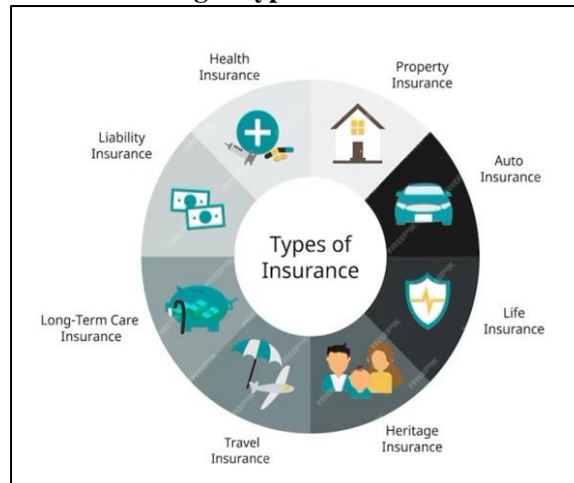 Health
Insurance
Property
Insurance
Liability
Insurance
Auto
Insurance
Types of
Insurance
Long-Term Care
Insurance
Life
Insurance
Travel
Insurance
Heritage
Insurance